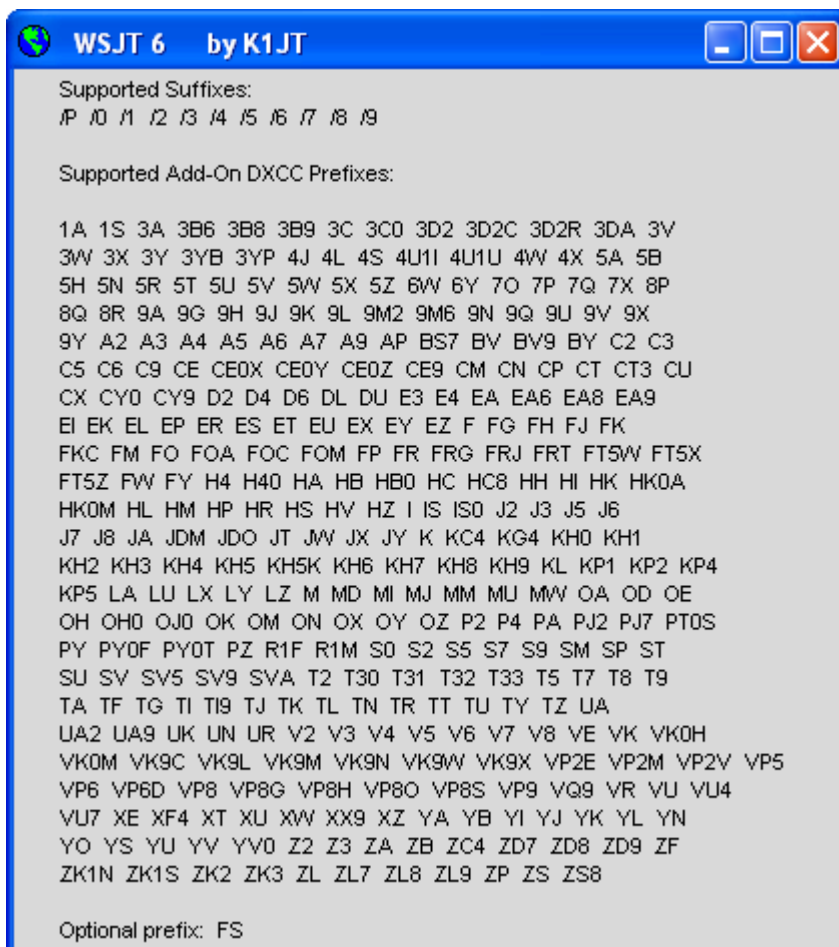 WSJT 6 by K1JT
Supported Suffixes:
/P /0 /1 /2 /3 /4 /5 /6 /7 /8 /9
Supported Add-On DXCC Prefixes:
1A 1S 3A 3B6 3B8 3B9 3C 3C0 3D2 3D2C 3D2R 3DA 3V
3W 3X 3Y 3YB 3YP 4J 4L 4S 4U1I 4U1U 4W 4X 5A 5B
5H 5N 5R 5T 5U 5V 5W 5X 5Z 6W 6Y 7O 7P 7Q 7X 8P
8Q 8R 9A 9G 9H 9J 9K 9L 9M2 9M6 9N 9Q 9U 9V 9X
9Y A2 A3 A4 A5 A6 A7 A9 AP BS7 BV BV9 BY C2 C3
C5 C6 C9 CE CE0X CE0Y CE0Z CE9 CM CN CP CT CT3 CU
CX CY0 CY9 D2 D4 D6 DL DU E3 E4 EA EA6 EA8 EA9
EI EK EL EP ER ES ET EU EX EY EZ F FG FH FJ FK
FKC FM FO FOA FOC FOM FP FR FRG FRJ FRT FT5W FT5X
FT5Z FW FY H4 H40 HA HB HB0 HC HC8 HH HI HK HK0A
HK0M HL HM HP HR HS HV HZ I IS IS0 J2 J3 J5 J6
J7 J8 JA JDM JDO JT JW JX JY K KC4 KG4 KH0 KH1
KH2 KH3 KH4 KH5 KH5K KH6 KH7 KH8 KH9 KL KP1 KP2 KP4
KP5 LA LU LX LY LZ M MD MI MJ MM MU MW OA OD OE
OH OH0 OJ0 OK OM ON OX OY OZ P2 P4 PA PJ2 PJ7 PT0S
PY PY0F PY0T PZ R1F R1M S0 S2 S5 S7 S9 SM SP ST
SU SV SV5 SV9 SVA T2 T30 T31 T32 T33 T5 T7 T8 T9
TA TF TG TI TI9 TJ TK TL TN TR TT TU TY TZ UA
UA2 UA9 UK UN UR V2 V3 V4 V5 V6 V7 V8 VE VK VK0H
VK0M VK9C VK9L VK9M VK9N VK9W VK9X VP2E VP2M VP2V VP5
VP6 VP6D VP8 VP8G VP8H VP8O VP8S VP9 VQ9 VR VU VU4
VU7 XE XF4 XT XU XW XX9 XZ YA YB YI YJ YK YL YN
YO YS YU YV YV0 Z2 Z3 ZA ZB ZC4 ZD7 ZD8 ZD9 ZF
ZK1N ZK1S ZK2 ZK3 ZL ZL7 ZL8 ZL9 ZP ZS ZS8
Optional prefix: FS